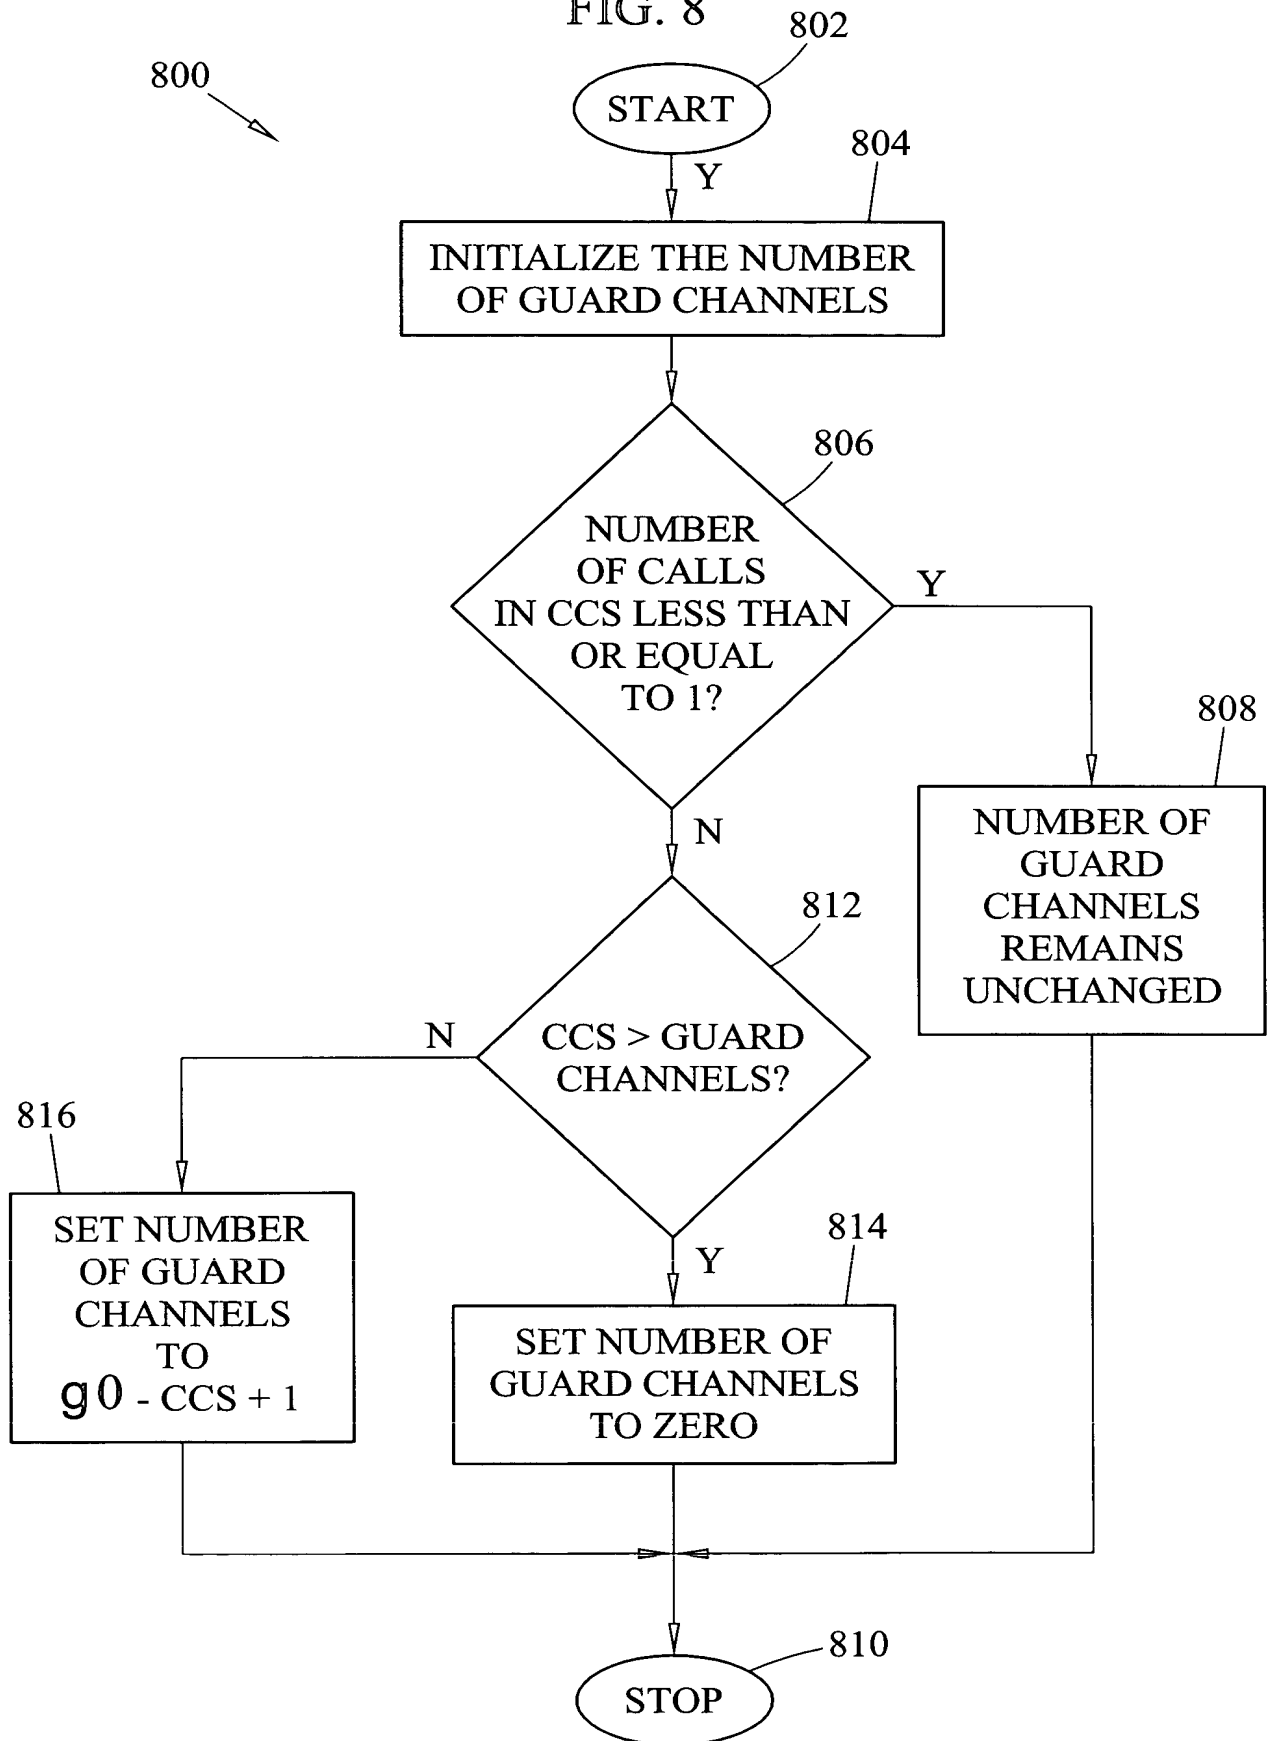 FIG. 8
802
800
START
804
Y
INITIALIZE THE NUMBER
OF GUARD CHANNELS
806
NUMBER
OF CALLS
IN CCS LESS THAN
OR EQUAL
TO 1?
Y
808
N
NUMBER OF
GUARD
CHANNELS
REMAINS
UNCHANGED
812
CCS > GUARD
CHANNELS?
N
816
SET NUMBER
OF GUARD
CHANNELS
TO
g0 - CCS + 1
Y
814
SET NUMBER OF
GUARD CHANNELS
TO ZERO
810
STOP